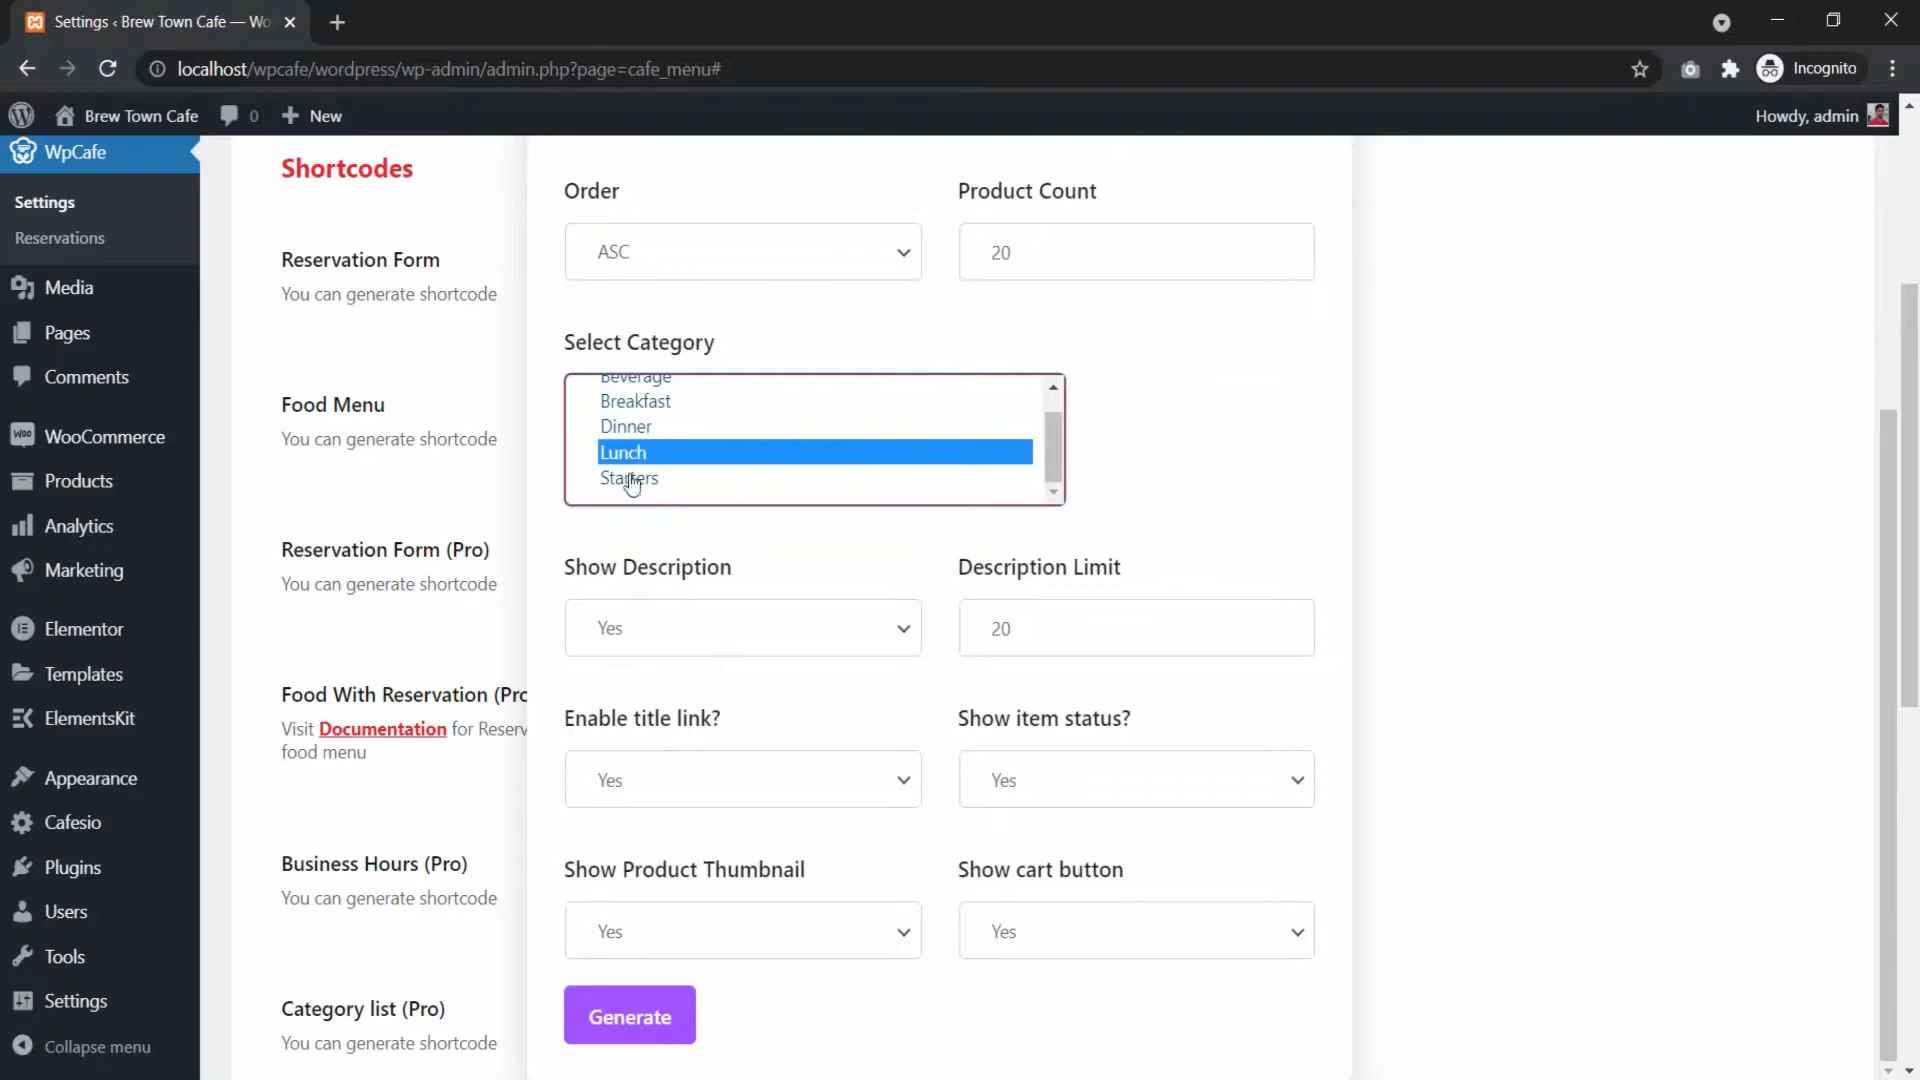 Settings ‹ Brew Town Cafe — Wo
localhost/wpcafe/wordpress/wp-admin/admin.php?page=cafe_menu#
Incognito
Brew Town Cafe
0
New
Howdy, admin
WpCafe
Settings
Reservations
Media
Pages
Comments
Woo
WooCommerce
Products
Analytics
Marketing
Elementor
Templates
ElementsKit
Appearance
Cafesio
Plugins
Users
Tools
Settings
Collapse menu
Shortcodes
Reservation Form
You can generate shortcode
Food Menu
You can generate shortcode
Reservation Form (Pro)
You can generate shortcode
Food With Reservation (Pro
Visit Documentation for Reserv
food menu
Business Hours (Pro)
You can generate shortcode
Category list (Pro)
You can generate shortcode
Order
Product Count
ASC
20
Select Category
Beverage
Breakfast
Dinner
Lunch
Starters
Show Description
Description Limit
Yes
20
Enable title link?
Show item status?
Yes
Yes
Show Product Thumbnail
Show cart button
Yes
Yes
Generate